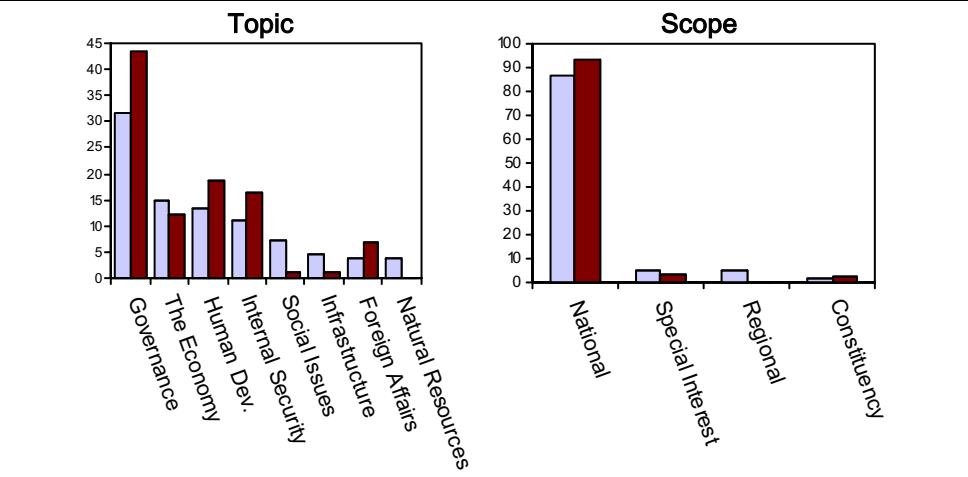 Topic
45
40
35
30
25
20
15
10
5
0
Governance
The Economy
Human Dev.
Internal Security
Social Issues
Infrastructure
Foreign Affairs
Natural Resources
Scope
100
90
80
70
60
50
40
30
20
10
0
National
Special Interest
Regional
Constituency